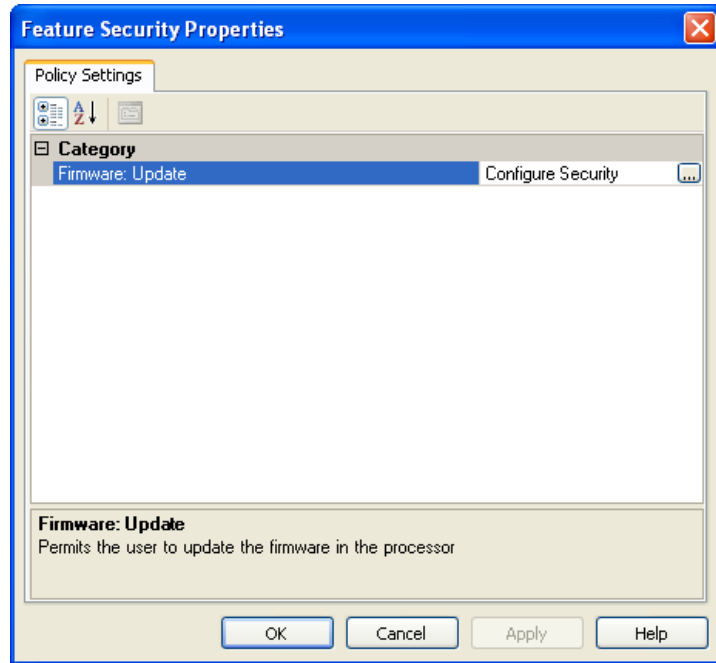 Feature Security Properties
Policy Settings
Category
Firmware: Update Configure Security ...
Firmware: Update
Permits the user to update the firmware in the processor
OK Cancel Apply Help